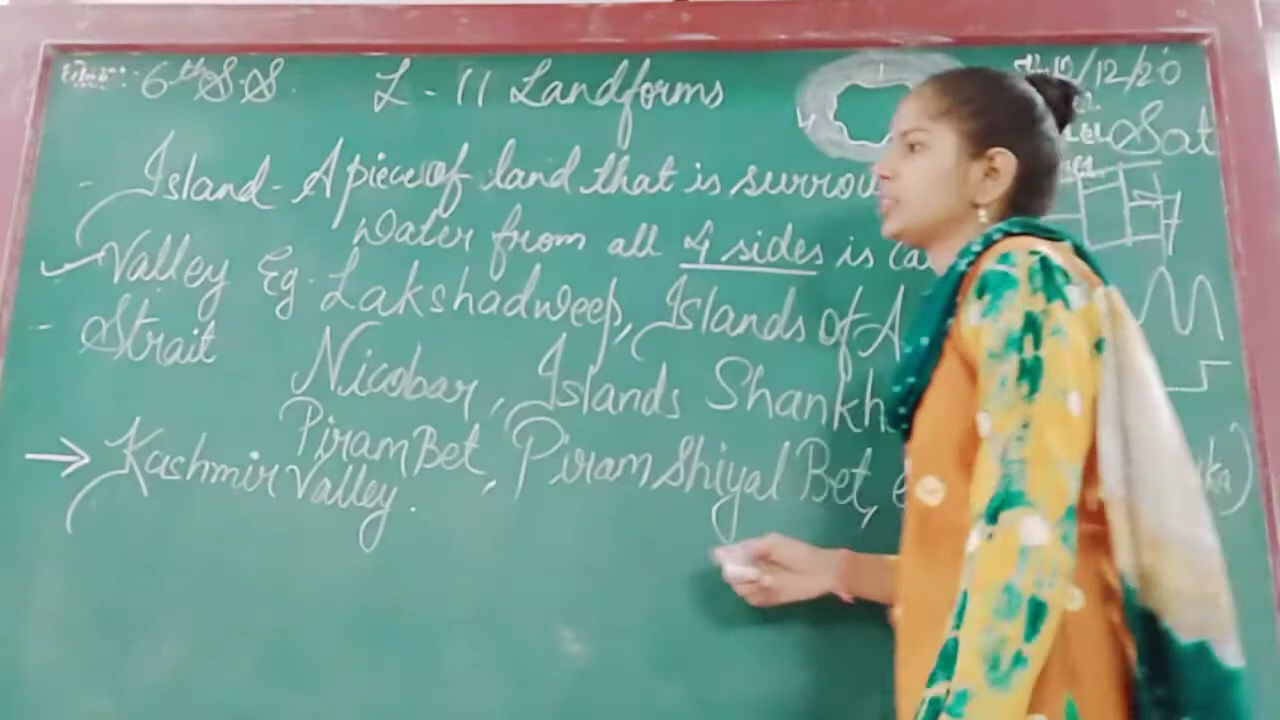 6th S.S. L-11 Landforms
/12/20
Sat
- Island - A piece of land that is surrou
Water from all 4 sides is ca
Valley Eg. Lakshadweep, Islands of A
- Strait Nicobar, Islands Shankh
Piram Bet, Piram Shiyal Bet, e ka)
→ Kashmir Valley.